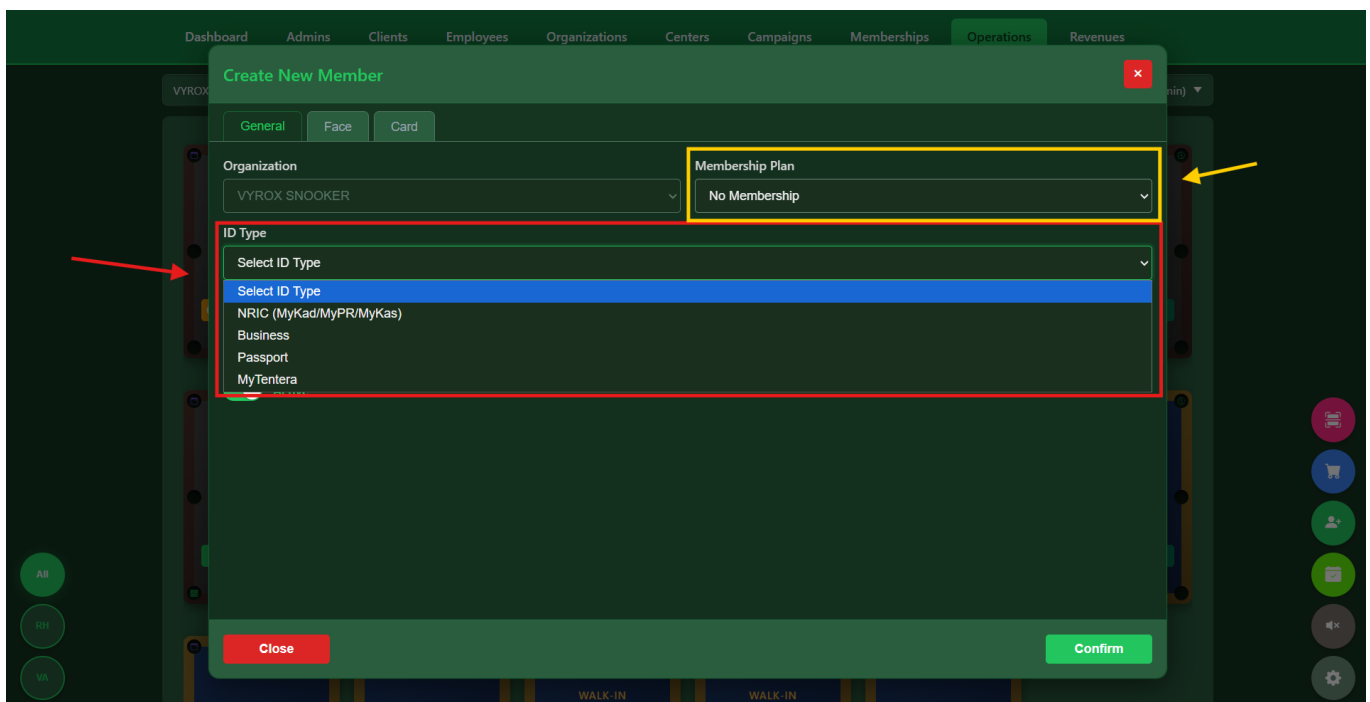 Dashboard Admins Clients Employees Organizations Centers Campaigns Memberships Operations Revenues
Create New Member ×
VYROX
General Face Card
Organization Membership Plan
VYROX SNOOKER No Membership
ID Type
Select ID Type
Select ID Type
NRIC (MyKad/MyPR/MyKas)
Business
Passport
MyTentera
All
RH
Close Confirm
VA
WALK-IN WALK-IN